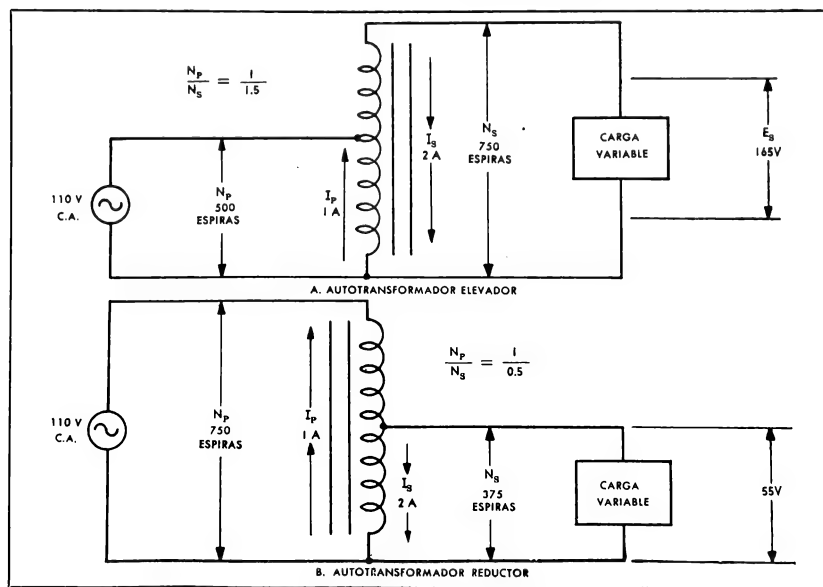 N_P / N_S = 1 / 1.5
110 V
C.A.
N_P
500
ESPIRAS
I_P
1 A
I_S
2 A
N_S
750
ESPIRAS
CARGA
VARIABLE
E_S
165V
A. AUTOTRANSFORMADOR ELEVADOR
110 V
C.A.
N_P
750
ESPIRAS
I_P
1 A
N_P / N_S = 1 / 0.5
I_S
2 A
N_S
375
ESPIRAS
CARGA
VARIABLE
55V
B. AUTOTRANSFORMADOR REDUCTOR